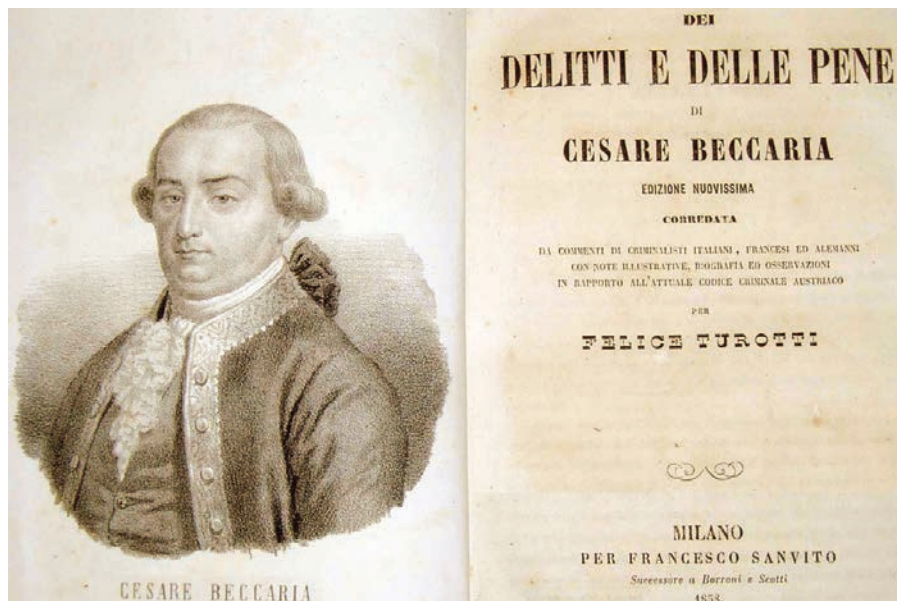 CESARE BECCARIA
DEI
DELITTI E DELLE PENE
DI
CESARE BECCARIA
EDIZIONE NUOVISSIMA
CORREDATA
DA COMMENTI DI CRIMINALISTI ITALIANI, FRANCESI ED ALEMANNI
CON NOTE ILLUSTRATIVE, BIOGRAFIA ED OSSERVAZIONI
IN RAPPORTO ALL'ATTUALE CODICE CRIMINALE AUSTRIACO
PER
FELICE TUROTTI
MILANO
PER FRANCESCO SANVITO
Successore a Borroni e Scotti
1858